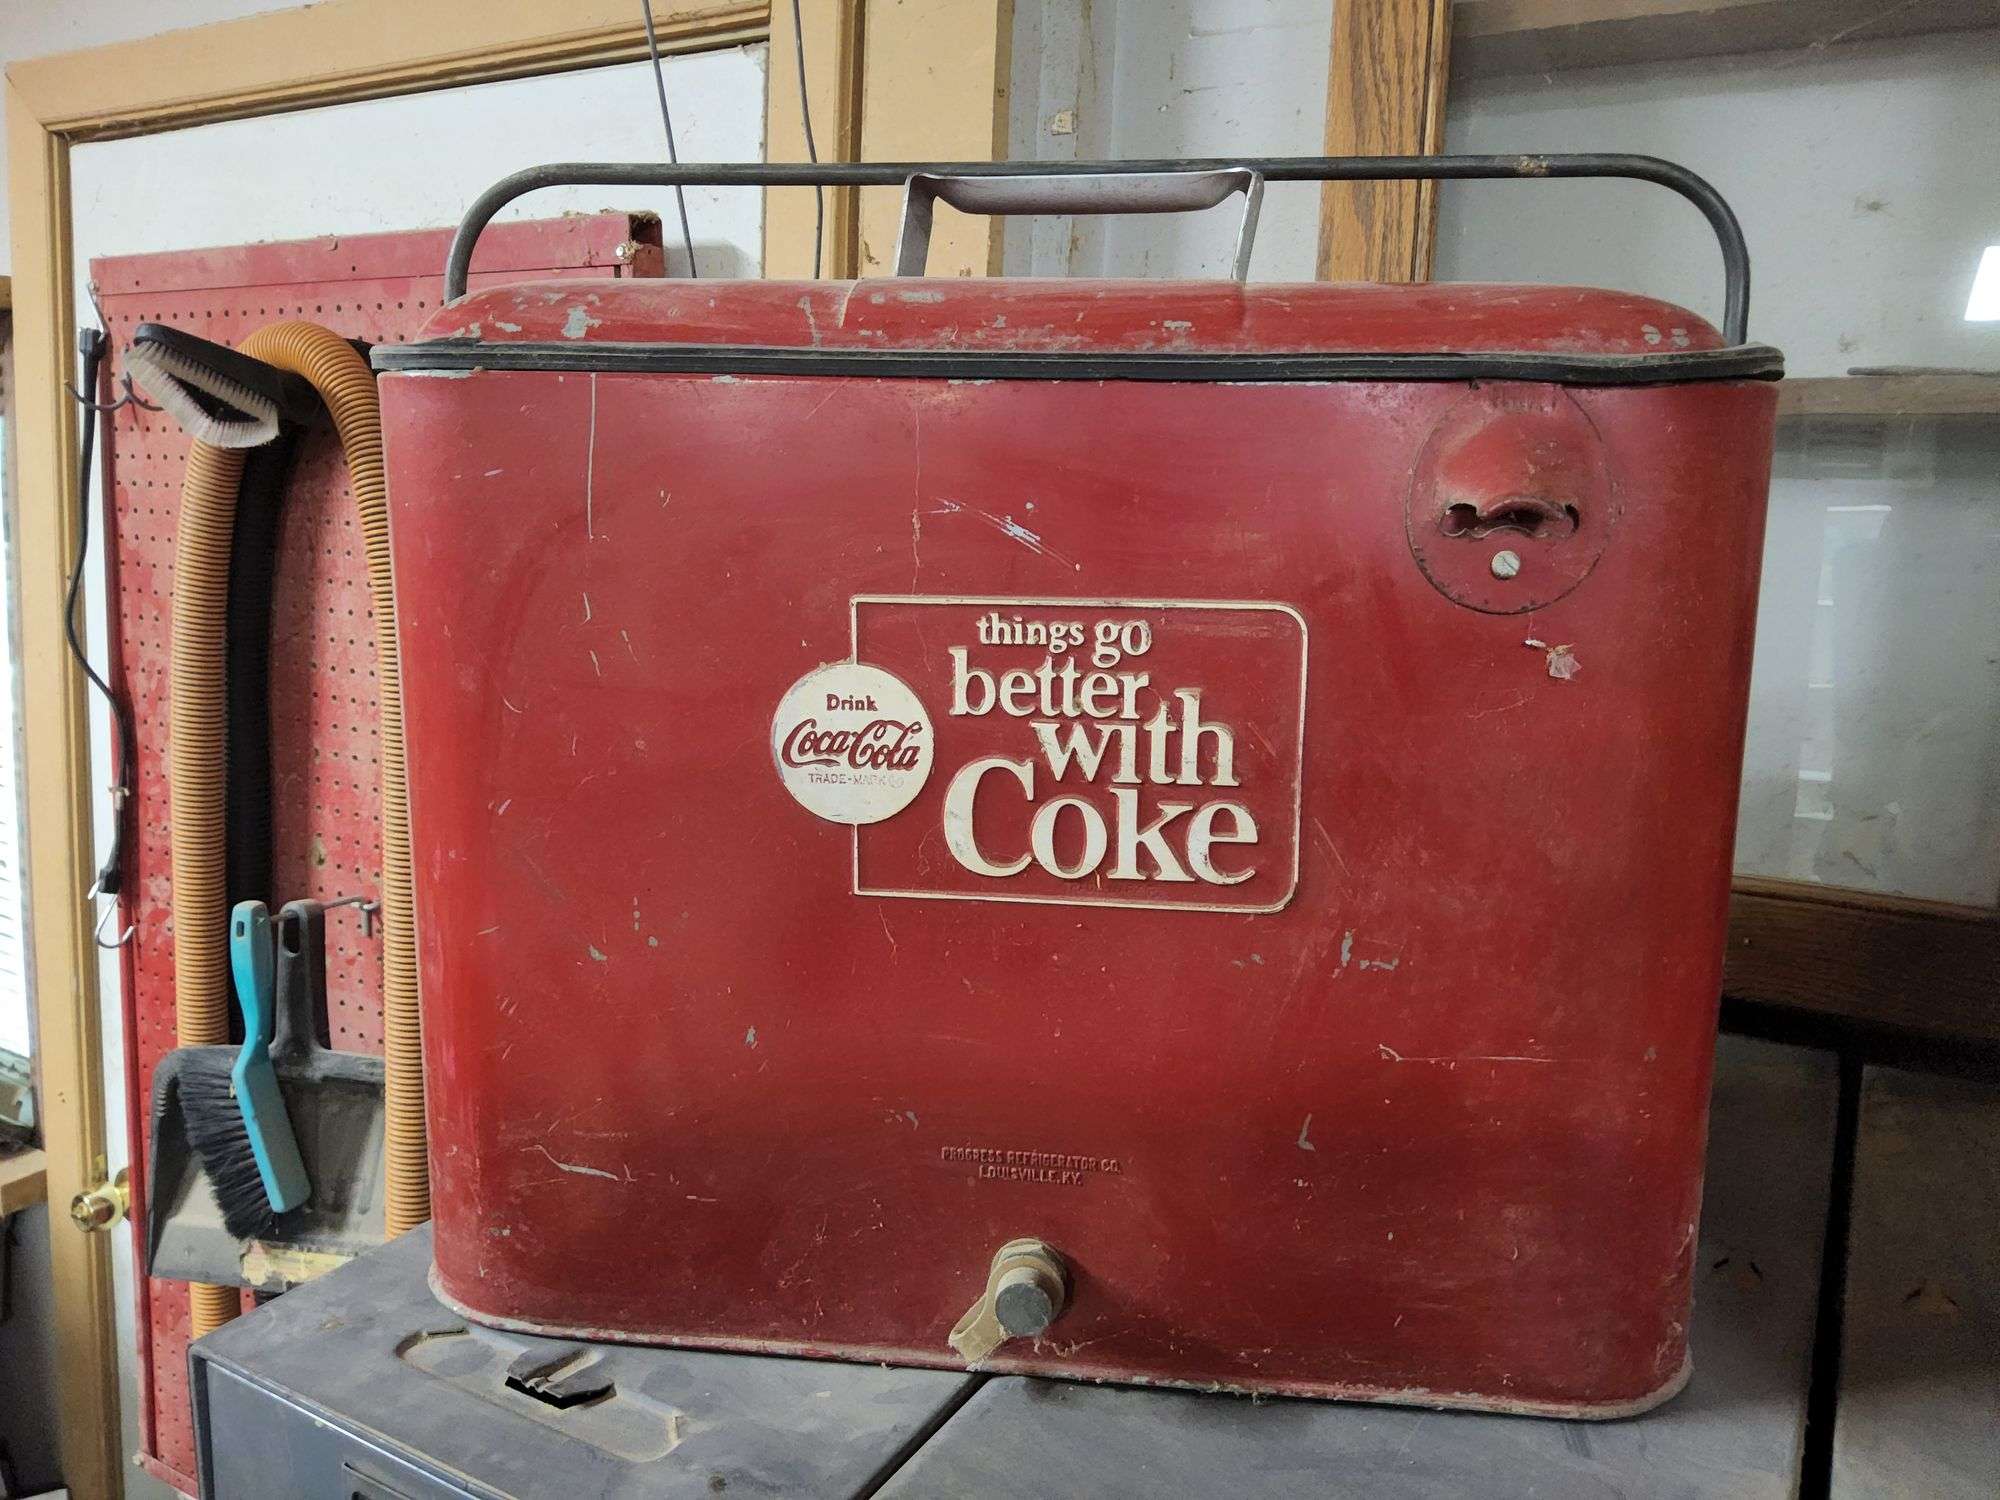 things go
better
with
Coke
Drink
Coca-Cola
TRADE-MARK
PROGRESS REFRIGERATOR CO.
LOUISVILLE, KY.